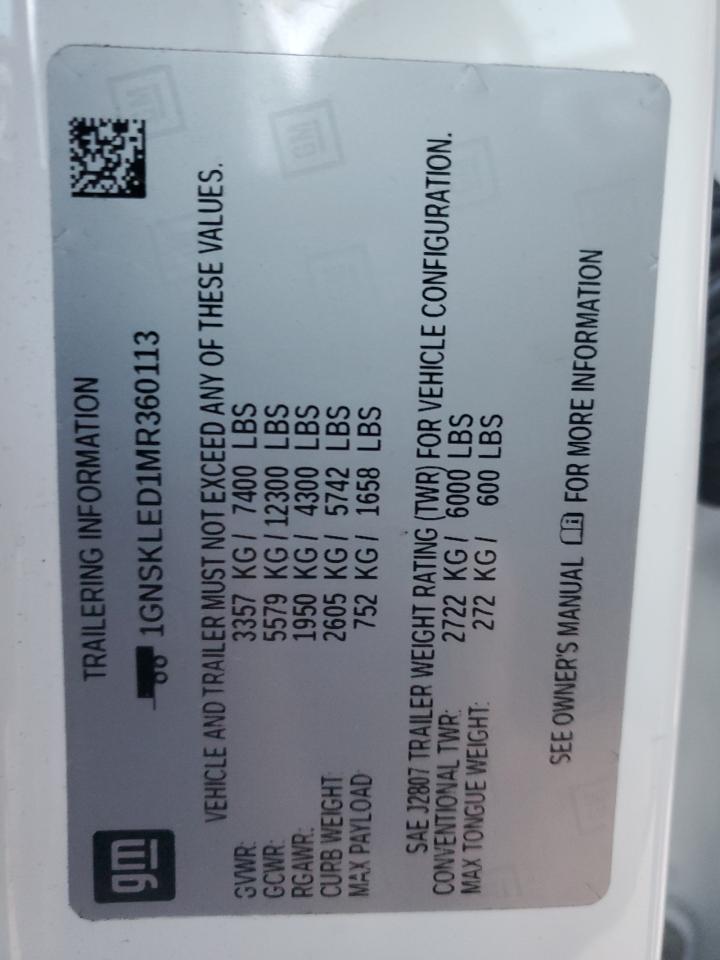 gm
TRAILERING INFORMATION
1GNSKLED1MR360113
VEHICLE AND TRAILER MUST NOT EXCEED ANY OF THESE VALUES.
GVWR: 3357 KG / 7400 LBS
GCWR: 5579 KG / 12300 LBS
RGAWR: 1950 KG / 4300 LBS
CURB WEIGHT: 2605 KG / 5742 LBS
MAX PAYLOAD: 752 KG / 1658 LBS
SAE J2807 TRAILER WEIGHT RATING (TWR) FOR VEHICLE CONFIGURATION.
CONVENTIONAL TWR: 2722 KG / 6000 LBS
MAX TONGUE WEIGHT: 272 KG / 600 LBS
SEE OWNER'S MANUAL FOR MORE INFORMATION